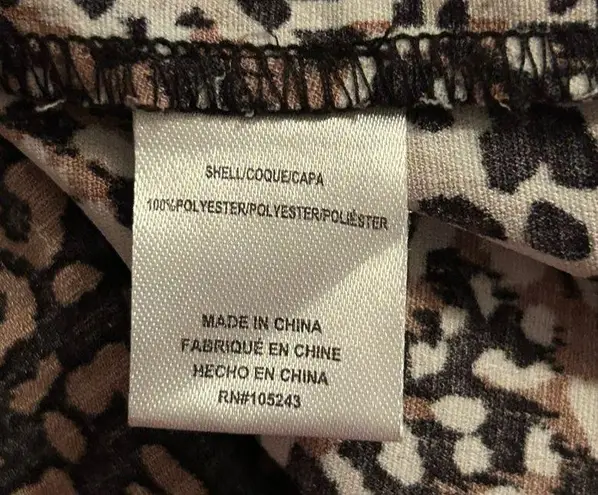 SHELL/COQUE/CAPA
100%POLYESTER/POLYESTER/POLIÉSTER
MADE IN CHINA
FABRIQUÉ EN CHINE
HECHO EN CHINA
RN#105243